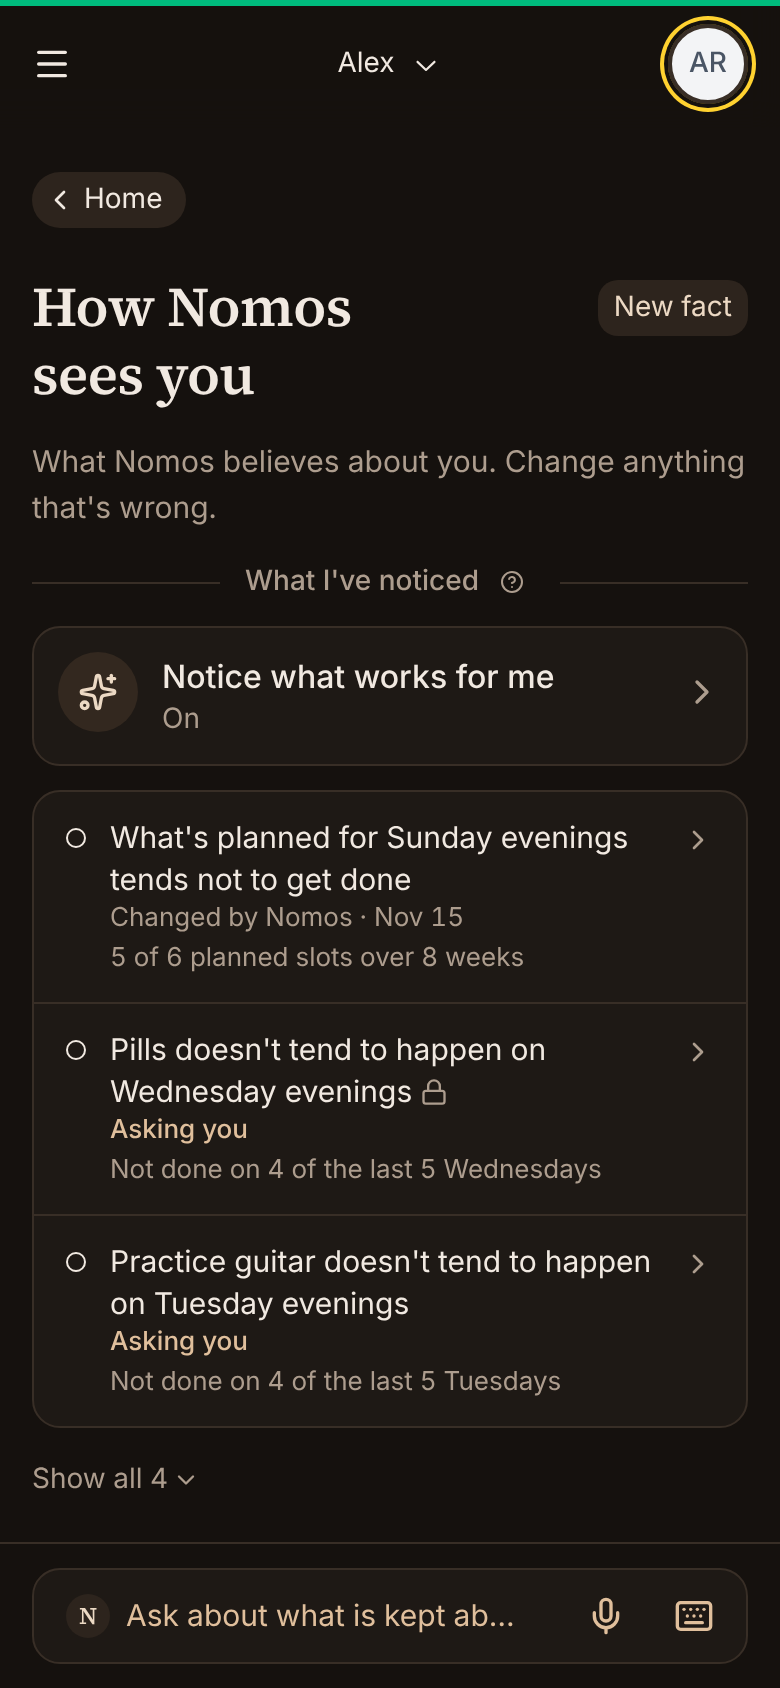 Alex
AR
Home
How Nomos
sees you
New fact
What Nomos believes about you. Change anything
that's wrong.
What I've noticed
Notice what works for me
On
What's planned for Sunday evenings
tends not to get done
Changed by Nomos · Nov 15
5 of 6 planned slots over 8 weeks
Pills doesn't tend to happen on
Wednesday evenings
Asking you
Not done on 4 of the last 5 Wednesdays
Practice guitar doesn't tend to happen
on Tuesday evenings
Asking you
Not done on 4 of the last 5 Tuesdays
Show all 4
N
Ask about what is kept ab...